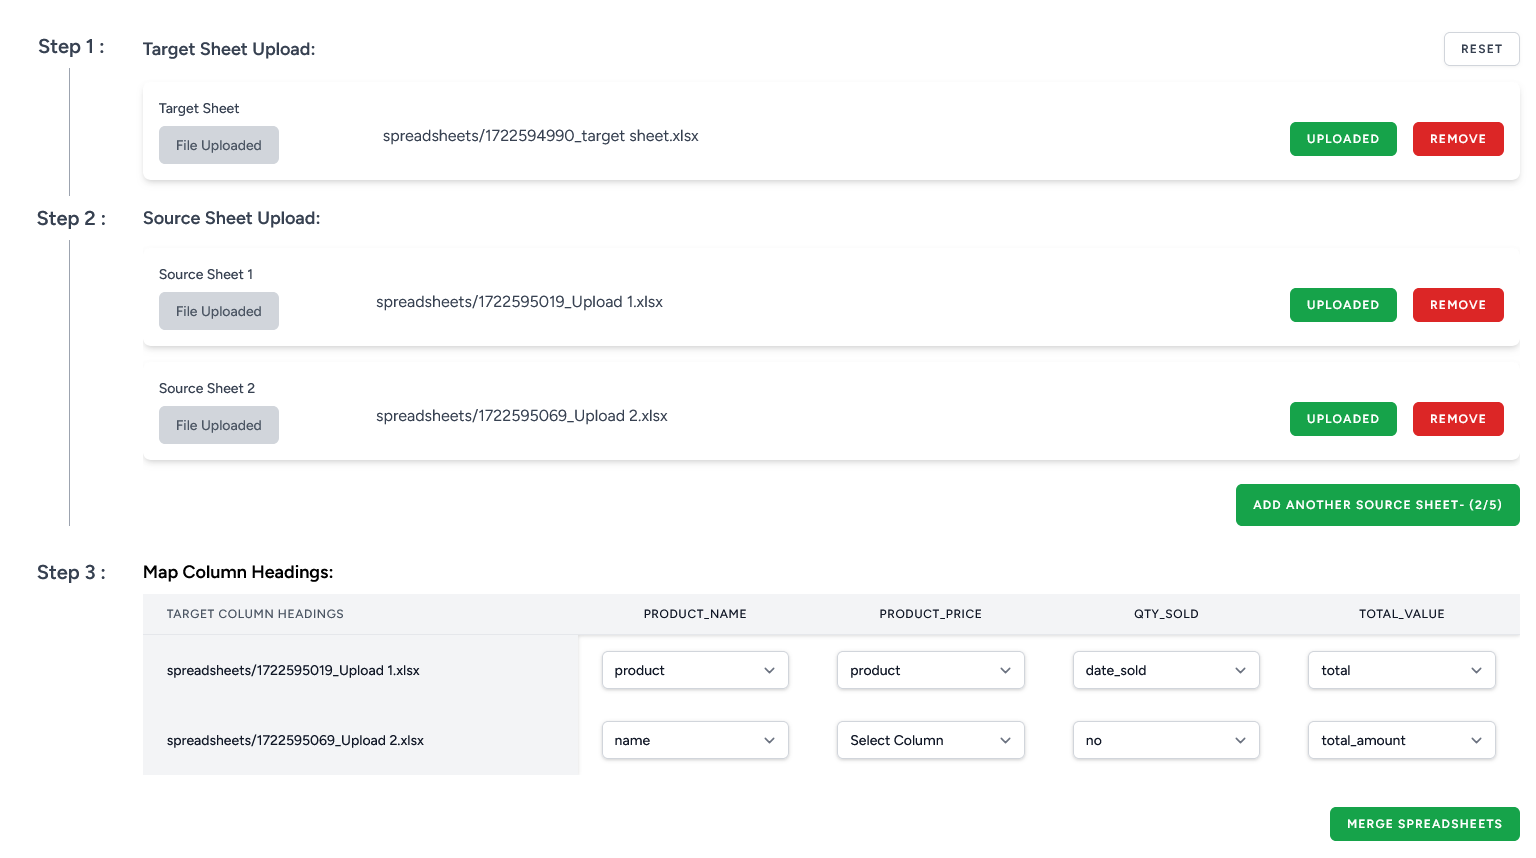 Step 1 :
Target Sheet Upload:
RESET
Target Sheet
File Uploaded
spreadsheets/1722594990_target sheet.xlsx
UPLOADED
REMOVE
Step 2 :
Source Sheet Upload:
Source Sheet 1
File Uploaded
spreadsheets/1722595019_Upload 1.xlsx
UPLOADED
REMOVE
Source Sheet 2
File Uploaded
spreadsheets/1722595069_Upload 2.xlsx
UPLOADED
REMOVE
ADD ANOTHER SOURCE SHEET- (2/5)
Step 3 :
Map Column Headings:
TARGET COLUMN HEADINGS PRODUCT_NAME PRODUCT_PRICE QTY_SOLD TOTAL_VALUE
spreadsheets/1722595019_Upload 1.xlsx product product date_sold total
spreadsheets/1722595069_Upload 2.xlsx name Select Column no total_amount
MERGE SPREADSHEETS